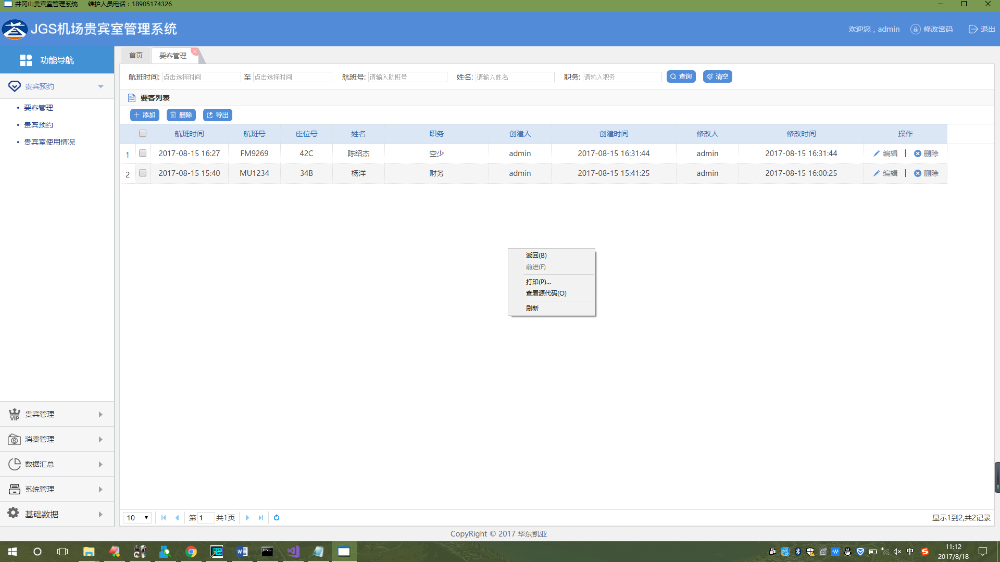 井冈山贵宾室管理系统 维护人员电话：18905174326
JGS机场贵宾室管理系统
欢迎您，admin 修改密码 退出
功能导航
首页 要客管理
航班时间: 点击选择时间 至 点击选择时间 航班号: 请输入航班号 姓名: 请输入姓名 职务: 请输入职务 查询 清空
贵宾预约
要客管理
贵宾预约
贵宾室使用情况
要客列表
添加 删除 导出
航班时间 航班号 座位号 姓名 职务 创建人 创建时间 修改人 修改时间 操作
1 2017-08-15 16:27 FM9269 42C 陈绍杰 空少 admin 2017-08-15 16:31:44 admin 2017-08-15 16:31:44 编辑 | 删除
2 2017-08-15 15:40 MU1234 34B 杨洋 财务 admin 2017-08-15 15:41:25 admin 2017-08-15 16:00:25 编辑 | 删除
返回(B)
前进(F)
打印(P)...
查看源代码(O)
刷新
VIP 贵宾管理
消费管理
数据汇总
系统管理
基础数据
10 第 1 共1页 显示1到2,共2记录
CopyRight © 2017 华东凯亚
中
11:12
2017/8/18